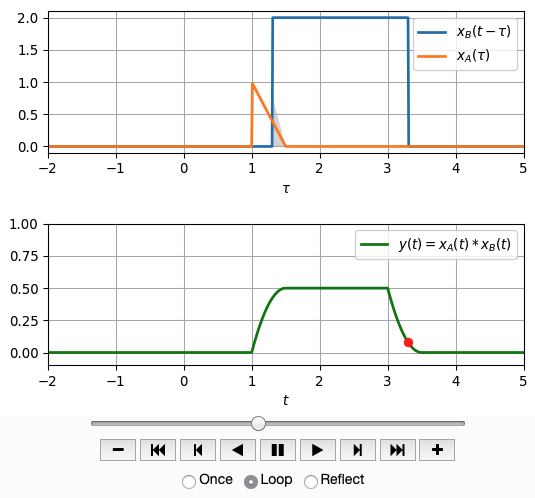 2.0
1.5
1.0
0.5
0.0
x_B(t − τ)
x_A(τ)
−2 −1 0 1 2 3 4 5
τ
1.00
0.75
0.50
0.25
0.00
y(t) = x_A(t) * x_B(t)
−2 −1 0 1 2 3 4 5
t
Once Loop Reflect